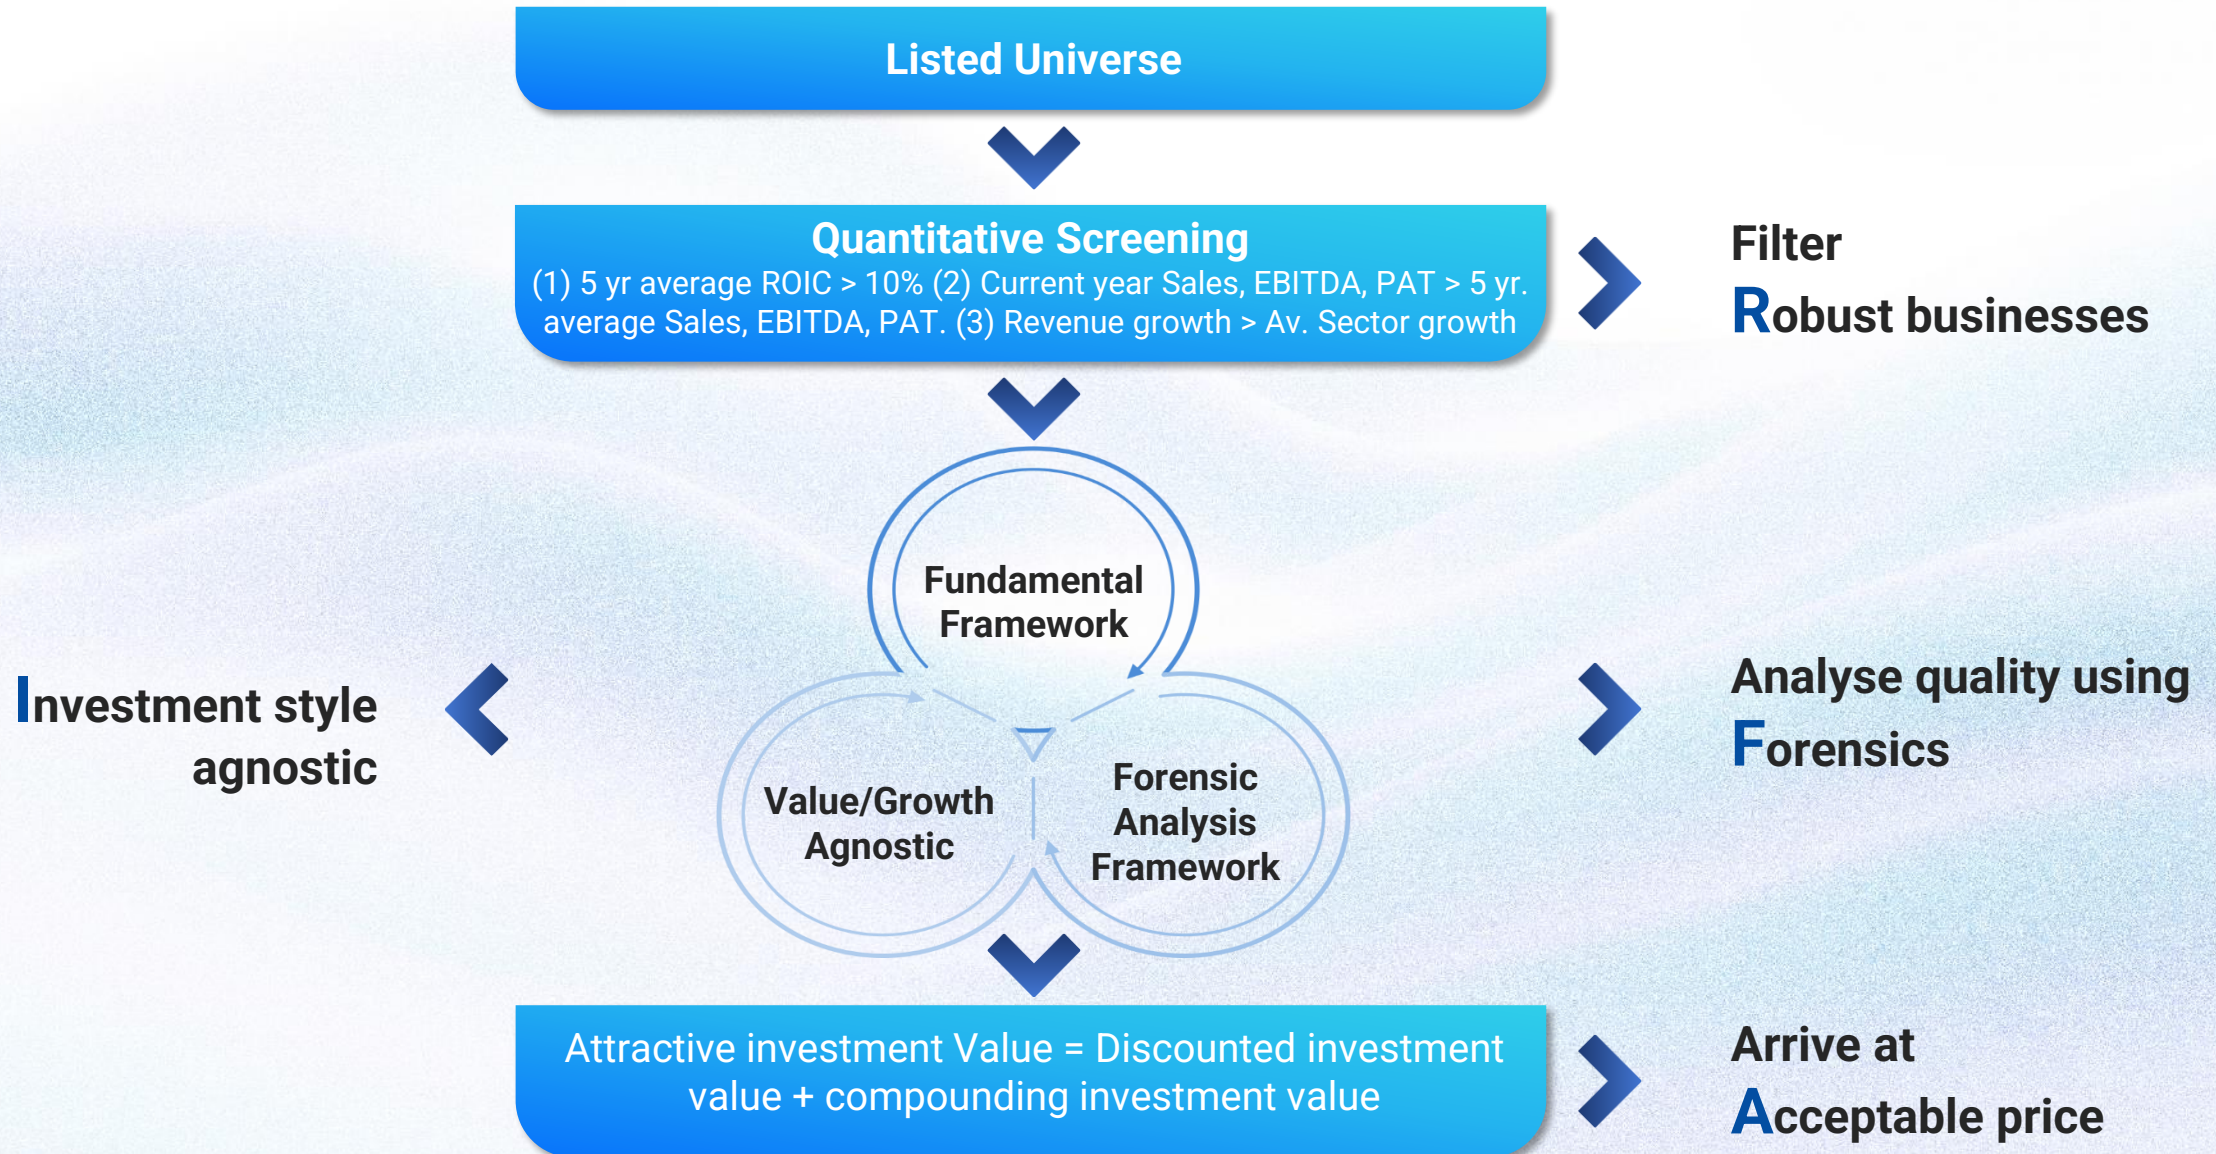 Listed Universe
Quantitative Screening
(1) 5 yr average ROIC > 10% (2) Current year Sales, EBITDA, PAT > 5 yr.
average Sales, EBITDA, PAT. (3) Revenue growth > Av. Sector growth
Filter
Robust businesses
Fundamental
Framework
Investment style
agnostic
Value/Growth
Agnostic
Forensic
Analysis
Framework
Analyse quality using
Forensics
Attractive investment Value = Discounted investment
value + compounding investment value
Arrive at
Acceptable price